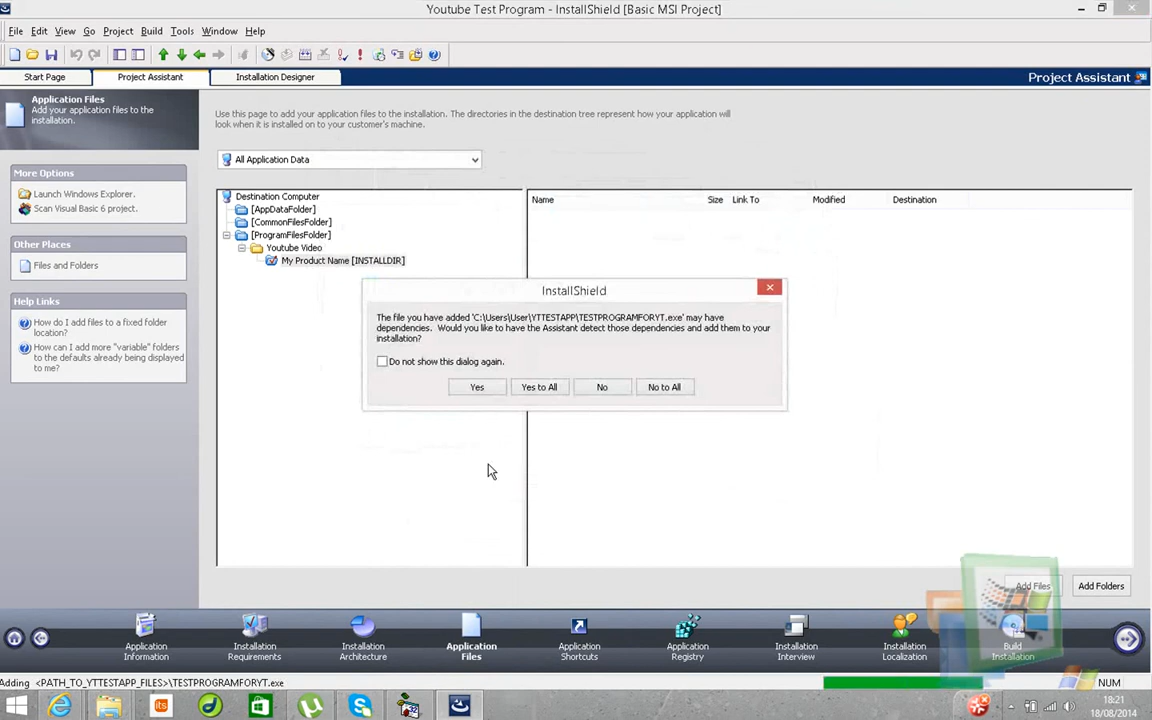 Youtube Test Program - InstallShield [Basic MSI Project]
File Edit View Go Project Build Tools Window Help
Start Page Project Assistant Installation Designer Project Assistant
Application Files
Add your application files to the
installation.
Use this page to add your application files to the installation. The directories in the destination tree represent how your application will
look when it is installed on to your customer's machine.
More Options
Launch Windows Explorer.
Scan Visual Basic 6 project.
Other Places
Files and Folders
Help Links
How do I add files to a fixed folder
location?
How can I add more "variable" folders
to the defaults already being displayed
to me?
All Application Data
Destination Computer
[AppDataFolder]
[CommonFilesFolder]
[ProgramFilesFolder]
Youtube Video
My Product Name [INSTALLDIR]
Name Size Link To Modified Destination
InstallShield
The file you have added 'C:\Users\User\YTTESTAPP\TESTPROGRAMFORYT.exe' may have
dependencies. Would you like to have the Assistant detect those dependencies and add them to your
installation?
Do not show this dialog again.
Yes Yes to All No No to All
Add Files Add Folders
Application
Information
Installation
Requirements
Installation
Architecture
Application
Files
Application
Shortcuts
Application
Registry
Installation
Interview
Installation
Localization
Build
Installation
Adding <PATH_TO_YTTESTAPP_FILES>\TESTPROGRAMFORYT.exe
NUM
its
18:21
18/08/2014